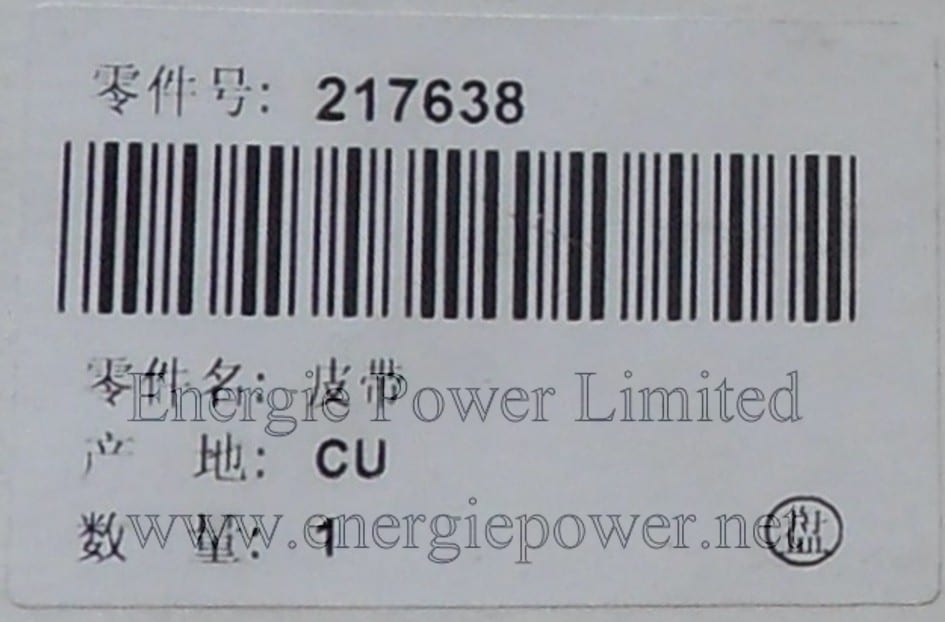 零件号: 217638
零件名: 皮带
Energie Power Limited
产 地: CU
数 量: 1
www.energiepower.net